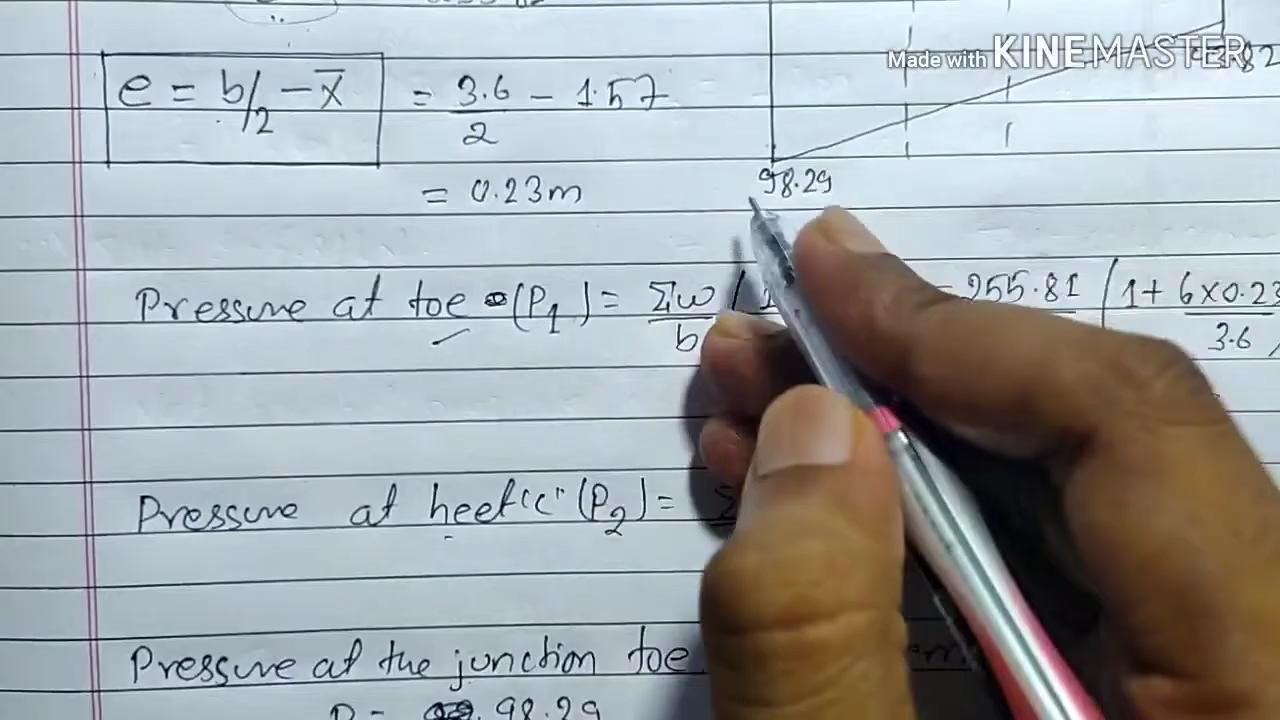 Made with KINEMASTER
e = b/2 - x̄ = 3.6/2 - 1.57
= 0.23m
98.29
Pressure at toe (P1) = Σw/b (1 = 255.81 (1 + 6×0.23/3.6)
Pressure at heel "c" (P2) = Σ
Pressure at the junction toe
P = 98.29